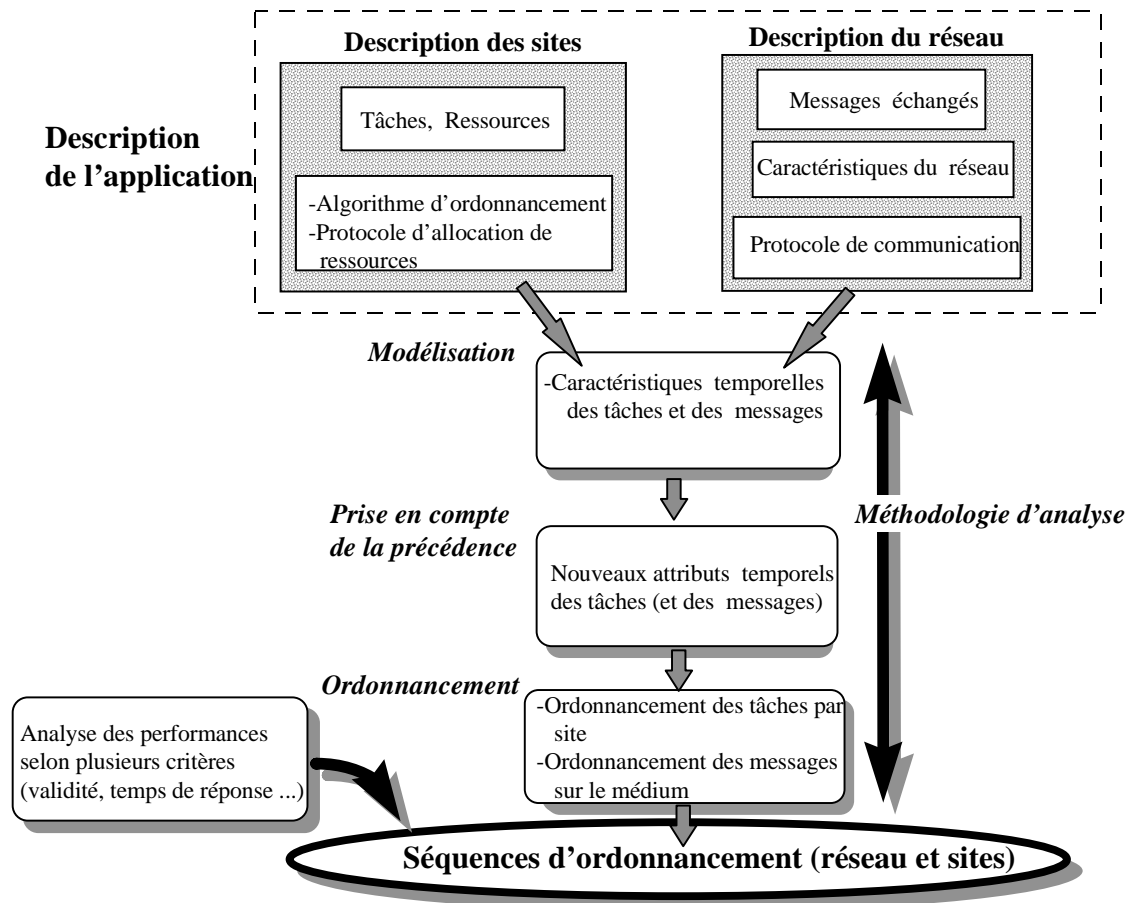 Description des sites
Description du réseau
Description
de l'application
Tâches, Ressources
-Algorithme d'ordonnancement
-Protocole d'allocation de
ressources
Messages échangés
Caractéristiques du réseau
Protocole de communication
Modélisation
-Caractéristiques temporelles
des tâches et des messages
Prise en compte
de la précédence
Méthodologie d'analyse
Nouveaux attributs temporels
des tâches (et des messages)
Ordonnancement
-Ordonnancement des tâches par
site
-Ordonnancement des messages
sur le médium
Analyse des performances
selon plusieurs critères
(validité, temps de réponse ...)
Séquences d'ordonnancement (réseau et sites)